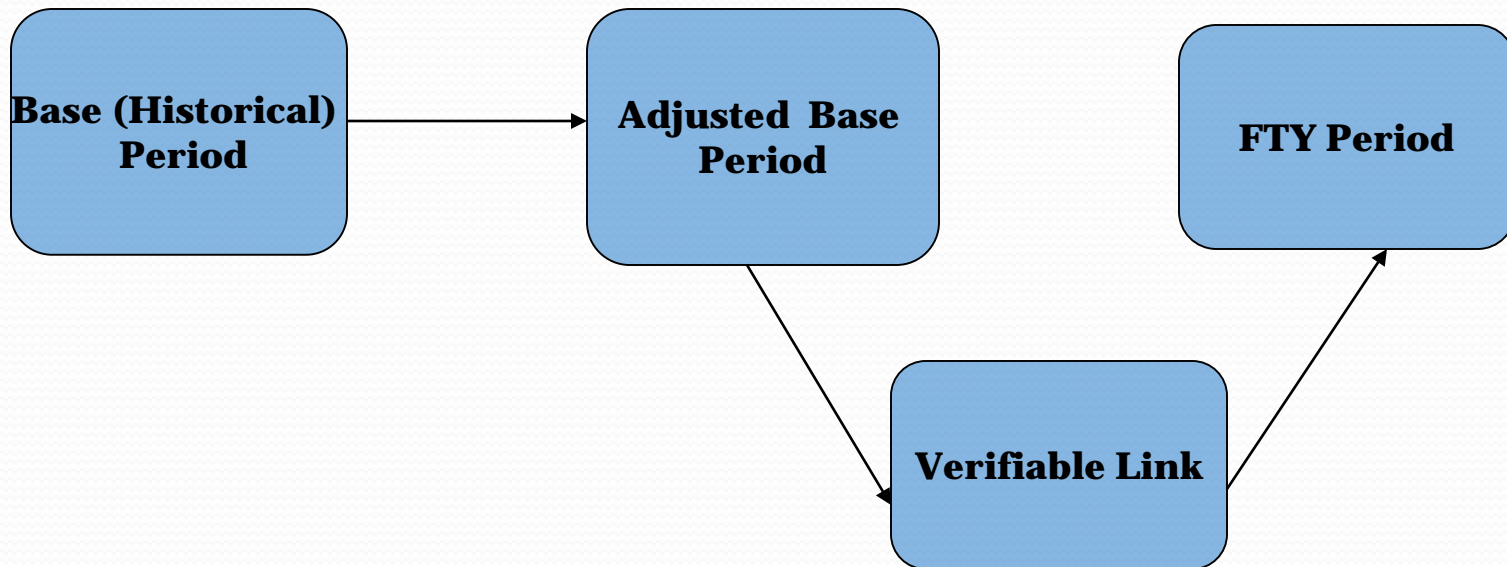 Base (Historical)
Period
Adjusted Base
Period
FTY Period
Verifiable Link